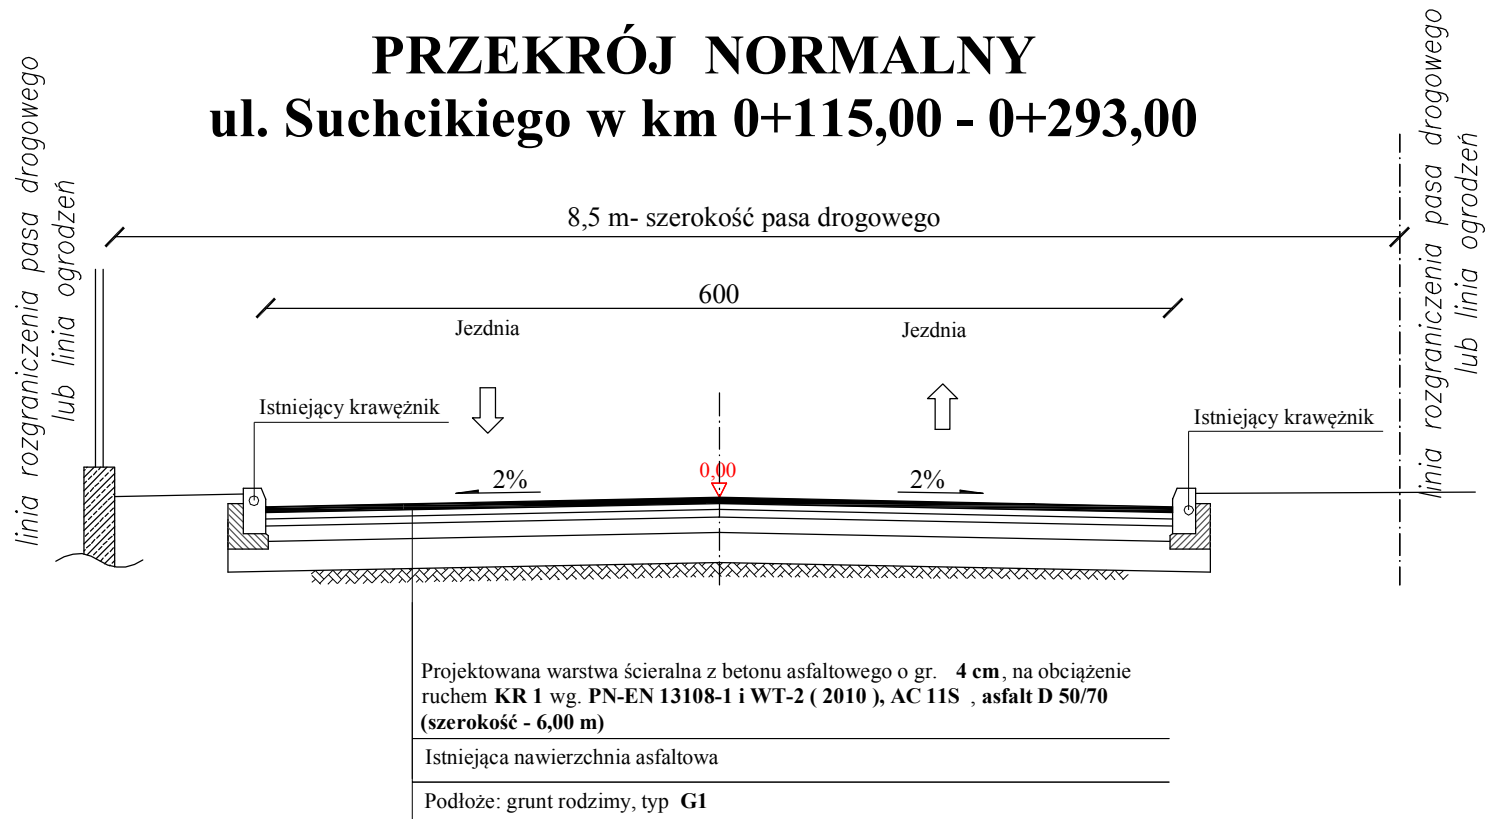 PRZEKRÓJ NORMALNY
ul. Suchcikiego w km 0+115,00 - 0+293,00
linia rozgraniczenia pasa drogowego
lub linia ogrodzeń
linia rozgraniczenia pasa drogowego
lub linia ogrodzeń
8,5 m- szerokość pasa drogowego
600
Jezdnia
Jezdnia
Istniejący krawężnik
Istniejący krawężnik
2%
0,00
2%
Projektowana warstwa ścieralna z betonu asfaltowego o gr. 4 cm, na obciążenie
ruchem KR 1 wg. PN-EN 13108-1 i WT-2 ( 2010 ), AC 11S , asfalt D 50/70
(szerokość - 6,00 m)
Istniejąca nawierzchnia asfaltowa
Podłoże: grunt rodzimy, typ G1